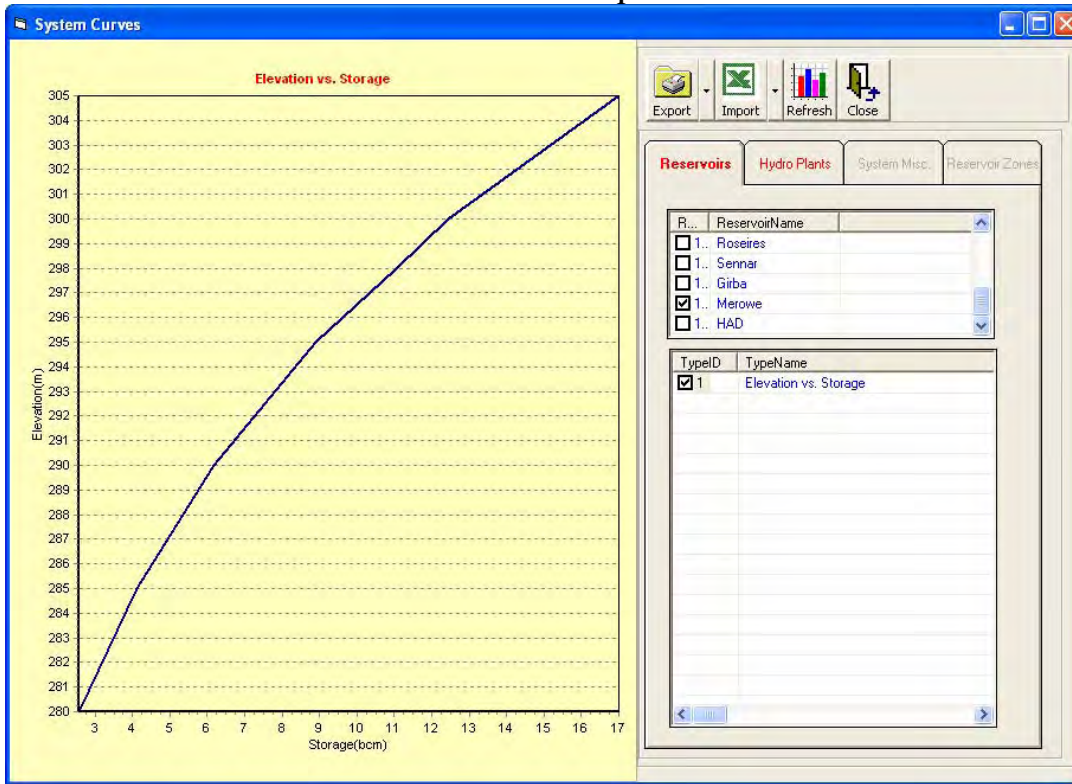 System Curves
Elevation vs. Storage
305
304
303
302
301
300
299
298
297
296
295
294
293
292
291
290
289
288
287
286
285
284
283
282
281
280
Elevation(m)
3 4 5 6 7 8 9 10 11 12 13 14 15 16 17
Storage(bcm)
Export Import Refresh Close
Reservoirs Hydro Plants System Misc. Reservoir Zones
R... ReservoirName
1.. Roseires
1.. Sennar
1.. Girba
1.. Merowe
1.. HAD
TypeID TypeName
1 Elevation vs. Storage